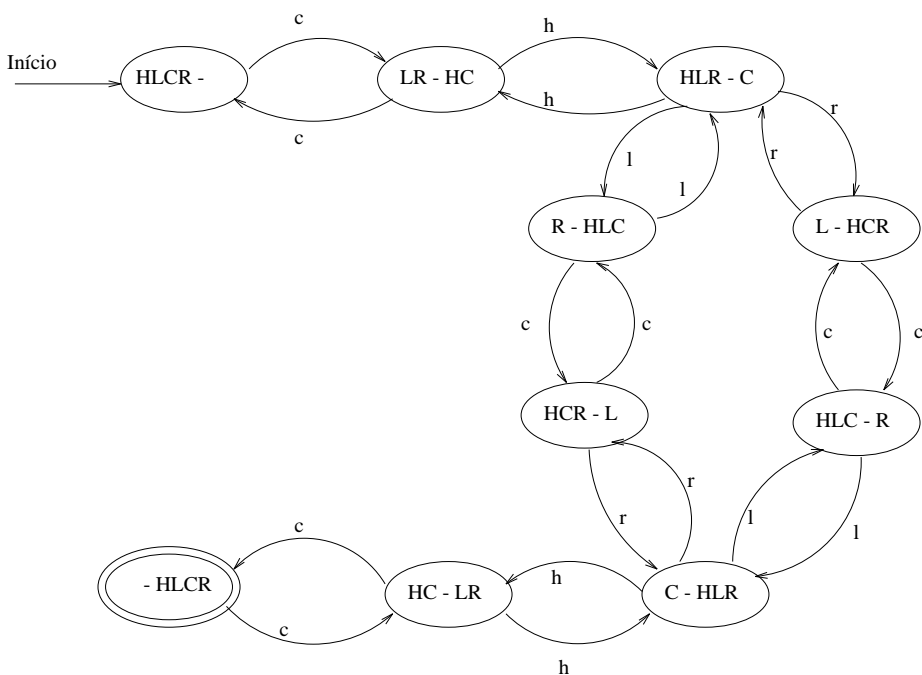 c
h
Início
HLCR -
LR - HC
HLR - C
c
h
r
r
l
l
R - HLC
L - HCR
c
c
c
c
HCR - L
HLC - R
r
r
l
l
c
h
- HLCR
HC - LR
C - HLR
c
h